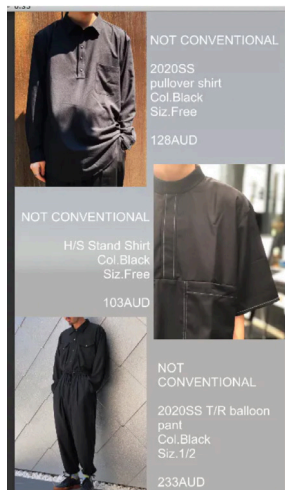 NOT CONVENTIONAL
2020SS
pullover shirt
Col.Black
Siz.Free
128AUD
NOT CONVENTIONAL
H/S Stand Shirt
Col.Black
Siz.Free
103AUD
NOT
CONVENTIONAL
2020SS T/R balloon
pant
Col.Black
Siz.1/2
233AUD